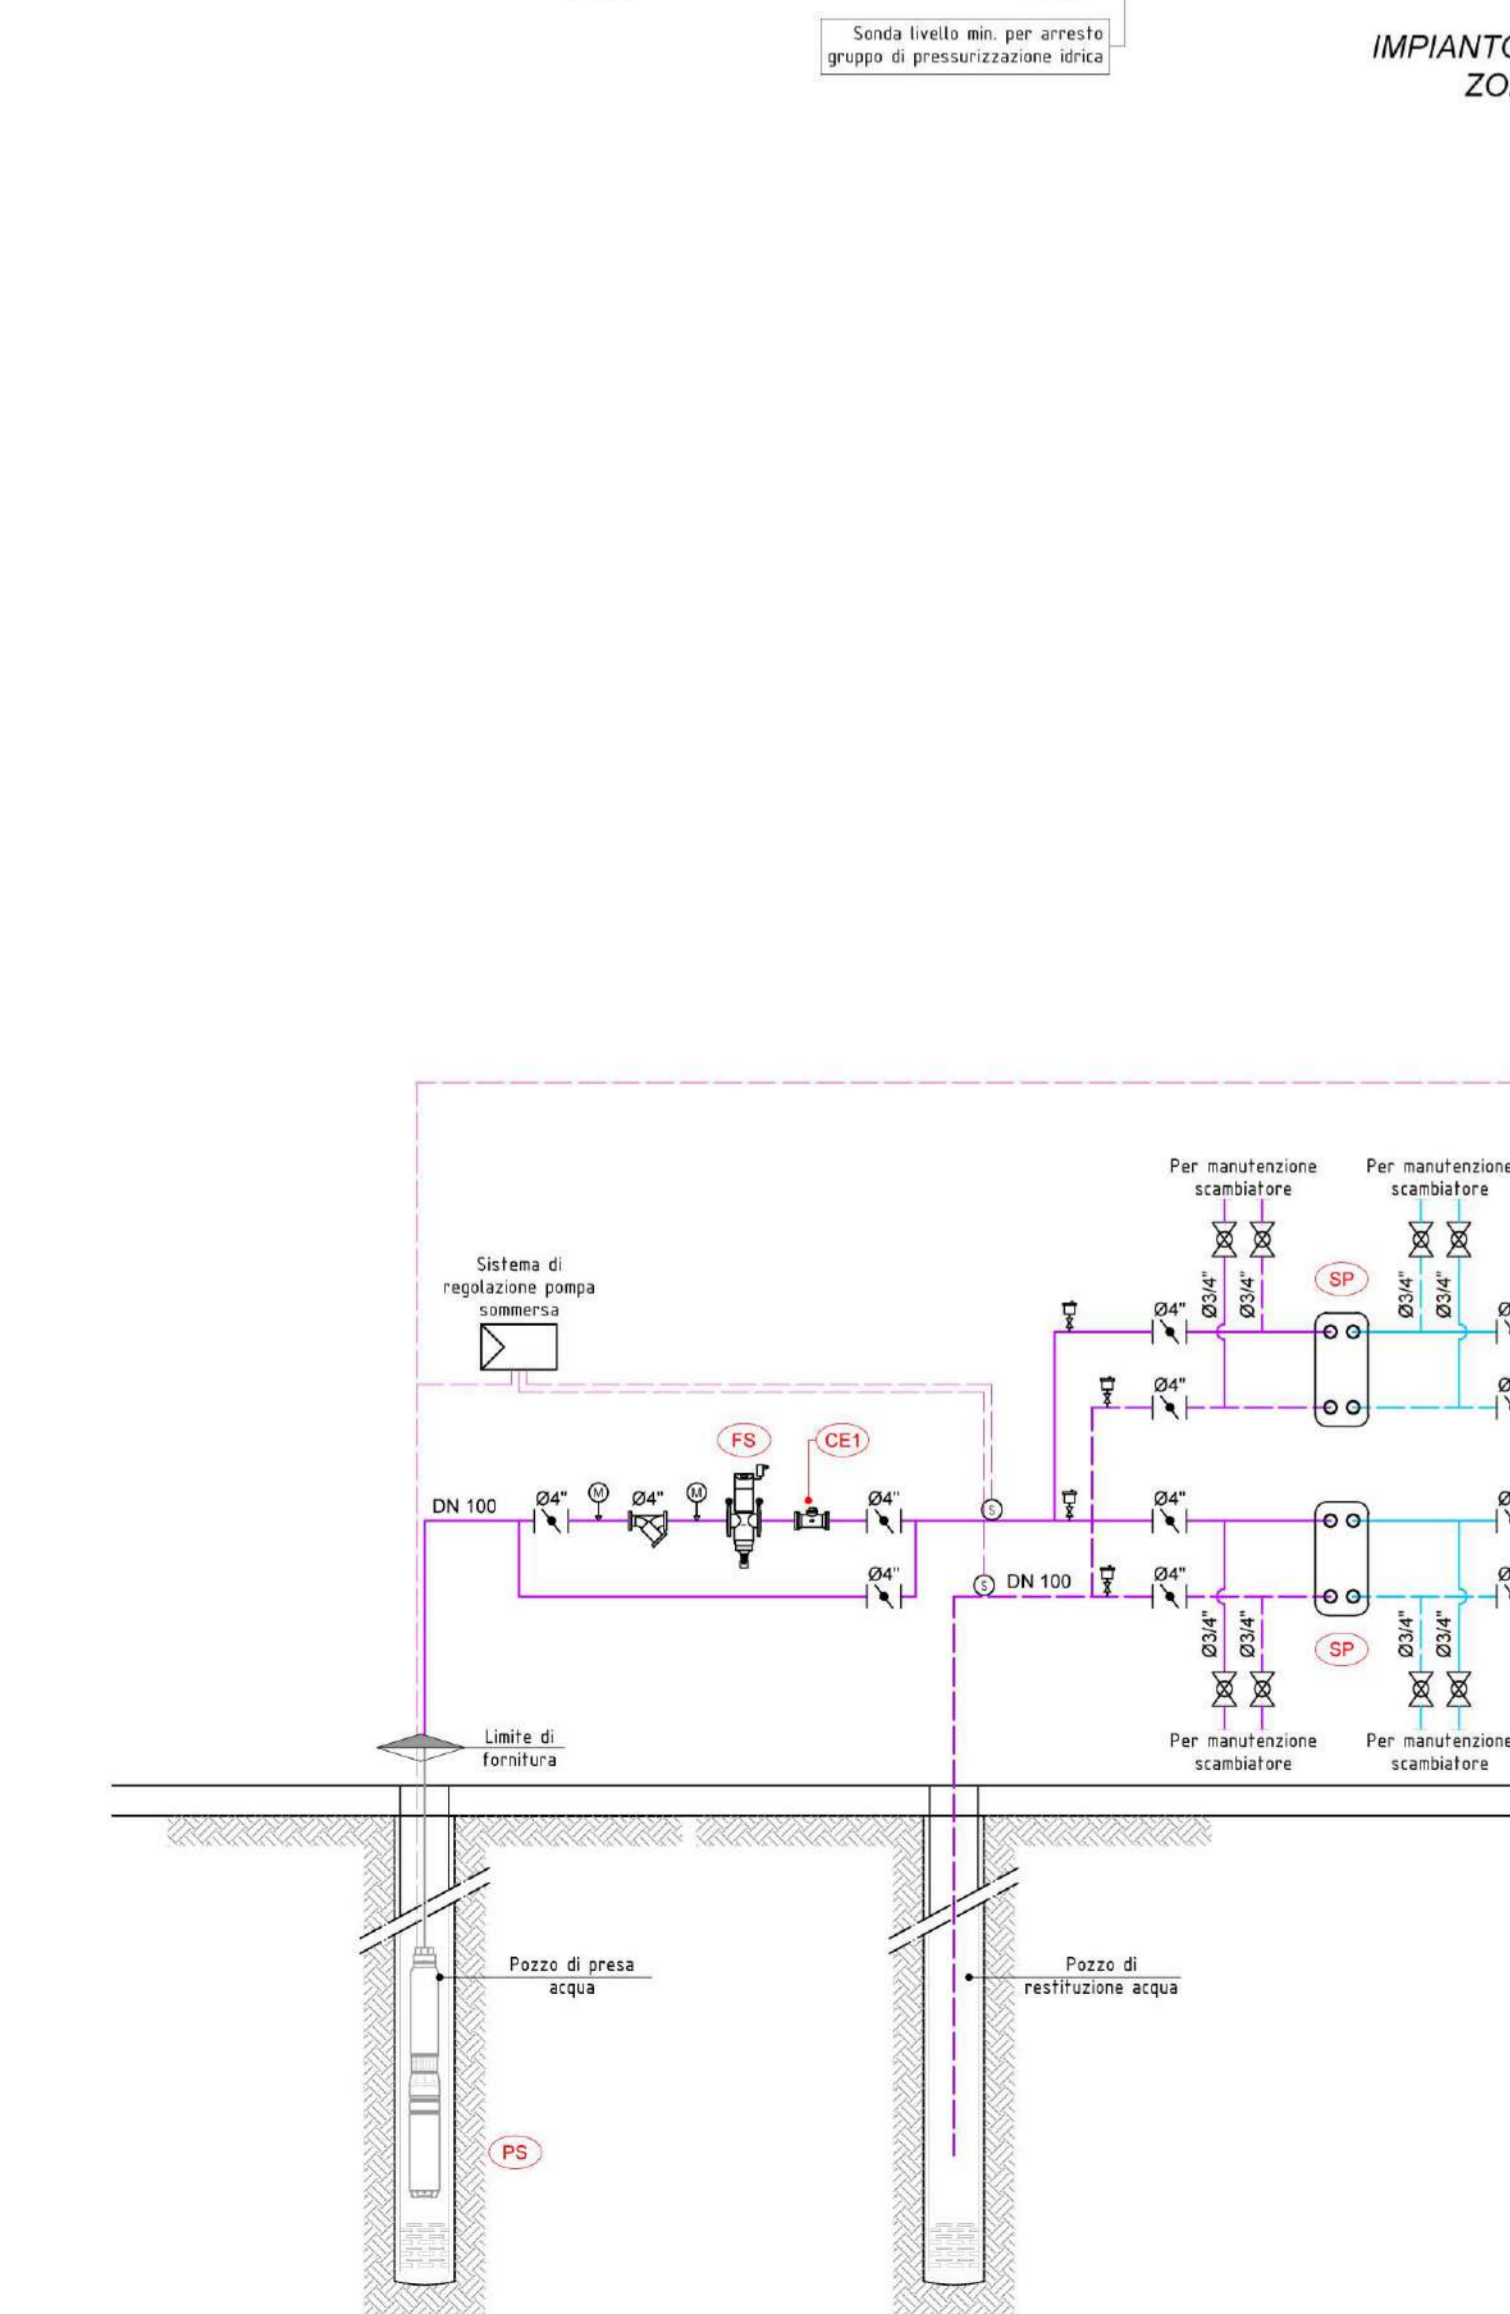 Sonda livello min. per arresto
gruppo di pressurizzazione idrica
IMPIANTO
ZO
Per manutenzione
scambiatore
Per manutenzione
scambiatore
Ø3/4"
Ø3/4"
Ø3/4"
Ø3/4"
SP
Sistema di
regolazione pompa
sommersa
Ø4"
Ø4"
FS
CE1
DN 100
Ø4"
M
Ø4"
M
Ø4"
S
Ø4"
Ø4"
S
DN 100
Ø4"
Ø3/4"
Ø3/4"
Ø3/4"
Ø3/4"
SP
Per manutenzione
scambiatore
Per manutenzione
scambiatore
Limite di
fornitura
Pozzo di presa
acqua
Pozzo di
restituzione acqua
PS